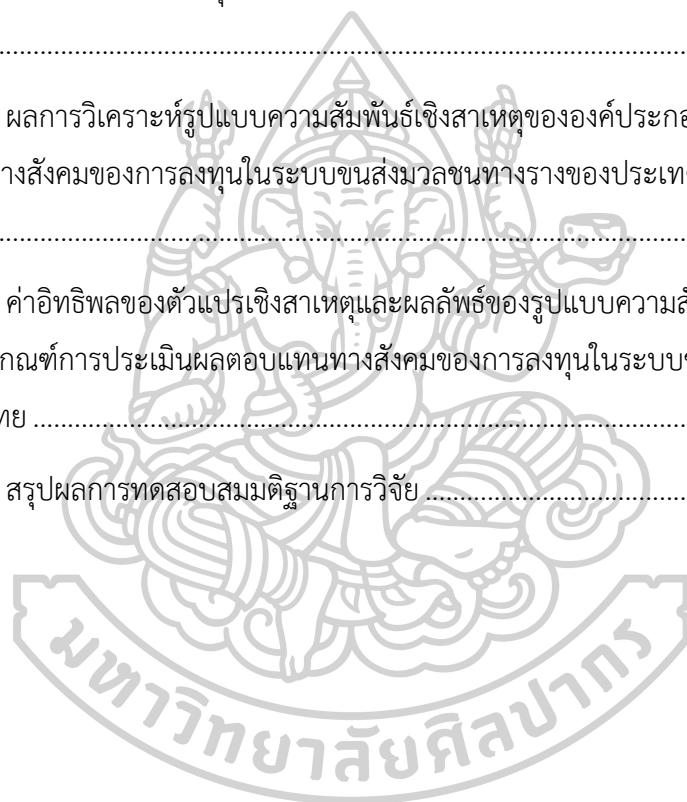 ........................................................................
ผลการวิเคราะห์รูปแบบความสัมพันธ์เชิงสาเหตุขององค์ประกอ
างสังคมของการลงทุนในระบบขนส่งมวลชนทางรางของประเท
........................................................................
ค่าอิทธิพลของตัวแปรเชิงสาเหตุและผลลัพธ์ของรูปแบบความสั
กณฑ์การประเมินผลตอบแทนทางสังคมของการลงทุนในระบบข
ทย ........................................................................
สรุปผลการทดสอบสมมติฐานการวิจัย ...........................
มหาวิทยาลัยศิลปากร